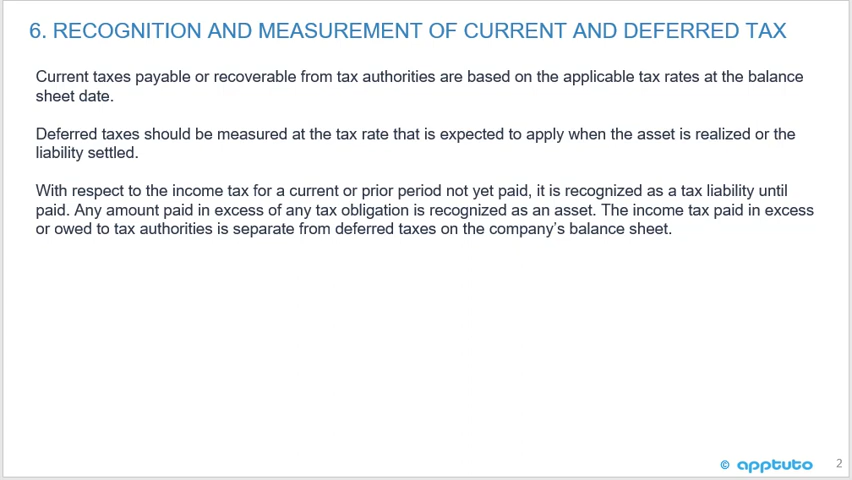 6. RECOGNITION AND MEASUREMENT OF CURRENT AND DEFERRED TAX
Current taxes payable or recoverable from tax authorities are based on the applicable tax rates at the balance
sheet date.
Deferred taxes should be measured at the tax rate that is expected to apply when the asset is realized or the
liability settled.
With respect to the income tax for a current or prior period not yet paid, it is recognized as a tax liability until
paid. Any amount paid in excess of any tax obligation is recognized as an asset. The income tax paid in excess
or owed to tax authorities is separate from deferred taxes on the company’s balance sheet.
© apptuto 2